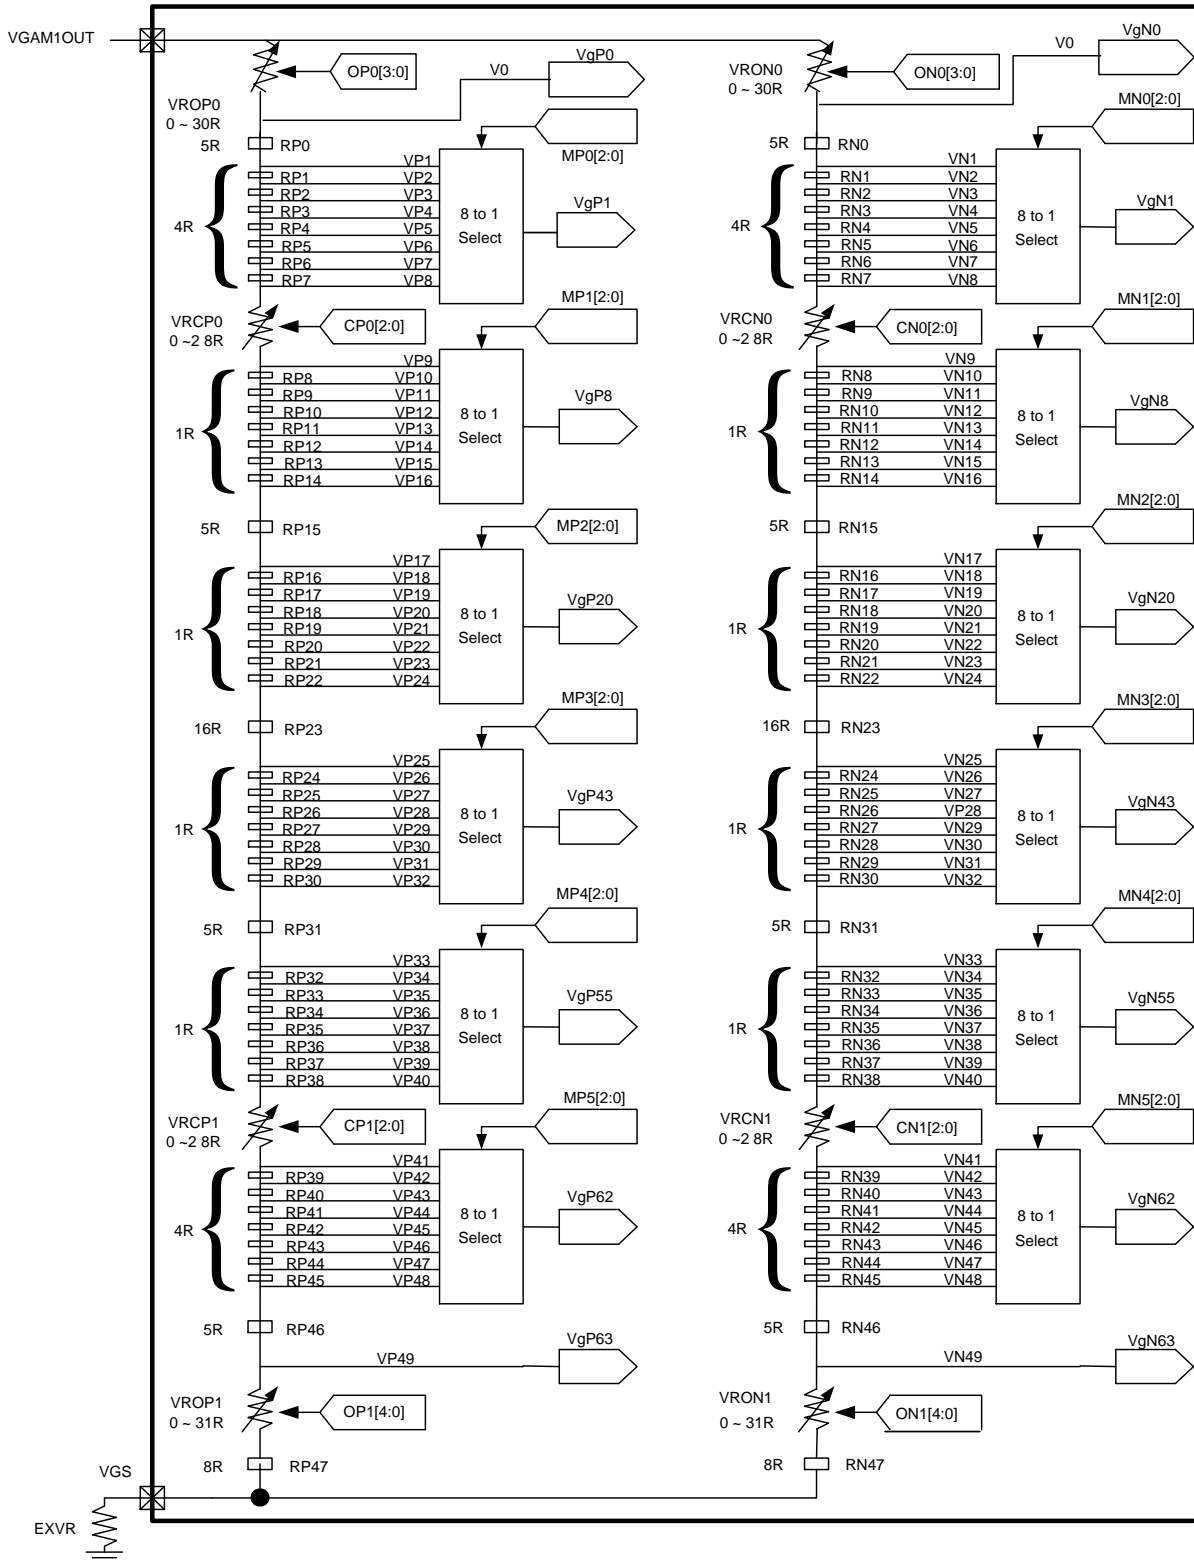 VGAM1OUT
VROP0
0 ~ 30R
OP0[3:0]
V0
VgP0
5R
RP0
MP0[2:0]
4R
RP1
RP2
RP3
RP4
RP5
RP6
RP7
VP1
VP2
VP3
VP4
VP5
VP6
VP7
VP8
8 to 1
Select
VgP1
VRCP0
0 ~2 8R
CP0[2:0]
MP1[2:0]
1R
RP8
RP9
RP10
RP11
RP12
RP13
RP14
VP9
VP10
VP11
VP12
VP13
VP14
VP15
VP16
8 to 1
Select
VgP8
5R
RP15
MP2[2:0]
1R
RP16
RP17
RP18
RP19
RP20
RP21
RP22
VP17
VP18
VP19
VP20
VP21
VP22
VP23
VP24
8 to 1
Select
VgP20
16R
RP23
MP3[2:0]
1R
RP24
RP25
RP26
RP27
RP28
RP29
RP30
VP25
VP26
VP27
VP28
VP29
VP30
VP31
VP32
8 to 1
Select
VgP43
5R
RP31
MP4[2:0]
1R
RP32
RP33
RP34
RP35
RP36
RP37
RP38
VP33
VP34
VP35
VP36
VP37
VP38
VP39
VP40
8 to 1
Select
VgP55
VRCP1
0 ~2 8R
CP1[2:0]
MP5[2:0]
4R
RP39
RP40
RP41
RP42
RP43
RP44
RP45
VP41
VP42
VP43
VP44
VP45
VP46
VP47
VP48
8 to 1
Select
VgP62
5R
RP46
VP49
VgP63
VROP1
0 ~ 31R
OP1[4:0]
8R
RP47
VGS
EXVR
VRON0
0 ~ 30R
ON0[3:0]
V0
VgN0
5R
RN0
MN0[2:0]
4R
RN1
RN2
RN3
RN4
RN5
RN6
RN7
VN1
VN2
VN3
VN4
VN5
VN6
VN7
VN8
8 to 1
Select
VgN1
VRCN0
0 ~2 8R
CN0[2:0]
MN1[2:0]
1R
RN8
RN9
RN10
RN11
RN12
RN13
RN14
VN9
VN10
VN11
VN12
VN13
VN14
VN15
VN16
8 to 1
Select
VgN8
5R
RN15
MN2[2:0]
1R
RN16
RN17
RN18
RN19
RN20
RN21
RN22
VN17
VN18
VN19
VN20
VN21
VN22
VN23
VN24
8 to 1
Select
VgN20
16R
RN23
MN3[2:0]
1R
RN24
RN25
RN26
RN27
RN28
RN29
RN30
VN25
VN26
VN27
VP28
VN29
VN30
VN31
VN32
8 to 1
Select
VgN43
5R
RN31
MN4[2:0]
1R
RN32
RN33
RN34
RN35
RN36
RN37
RN38
VN33
VN34
VN35
VN36
VN37
VN38
VN39
VN40
8 to 1
Select
VgN55
VRCN1
0 ~2 8R
CN1[2:0]
MN5[2:0]
4R
RN39
RN40
RN41
RN42
RN43
RN44
RN45
VN41
VN42
VN43
VN44
VN45
VN46
VN47
VN48
8 to 1
Select
VgN62
5R
RN46
VN49
VgN63
VRON1
0 ~ 31R
ON1[4:0]
8R
RN47